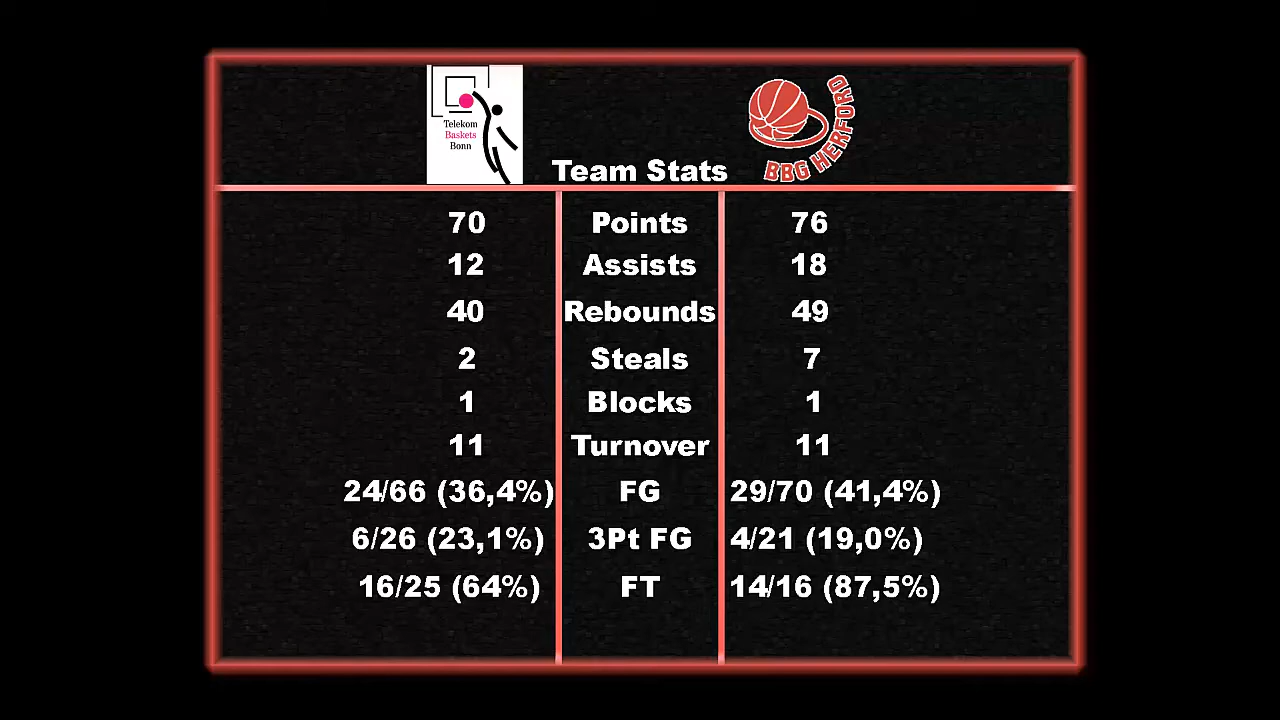 Telekom
Baskets
Bonn
BBG HERFORD
Team Stats
70 Points 76
12 Assists 18
40 Rebounds 49
2 Steals 7
1 Blocks 1
11 Turnover 11
24/66 (36,4%) FG 29/70 (41,4%)
6/26 (23,1%) 3Pt FG 4/21 (19,0%)
16/25 (64%) FT 14/16 (87,5%)